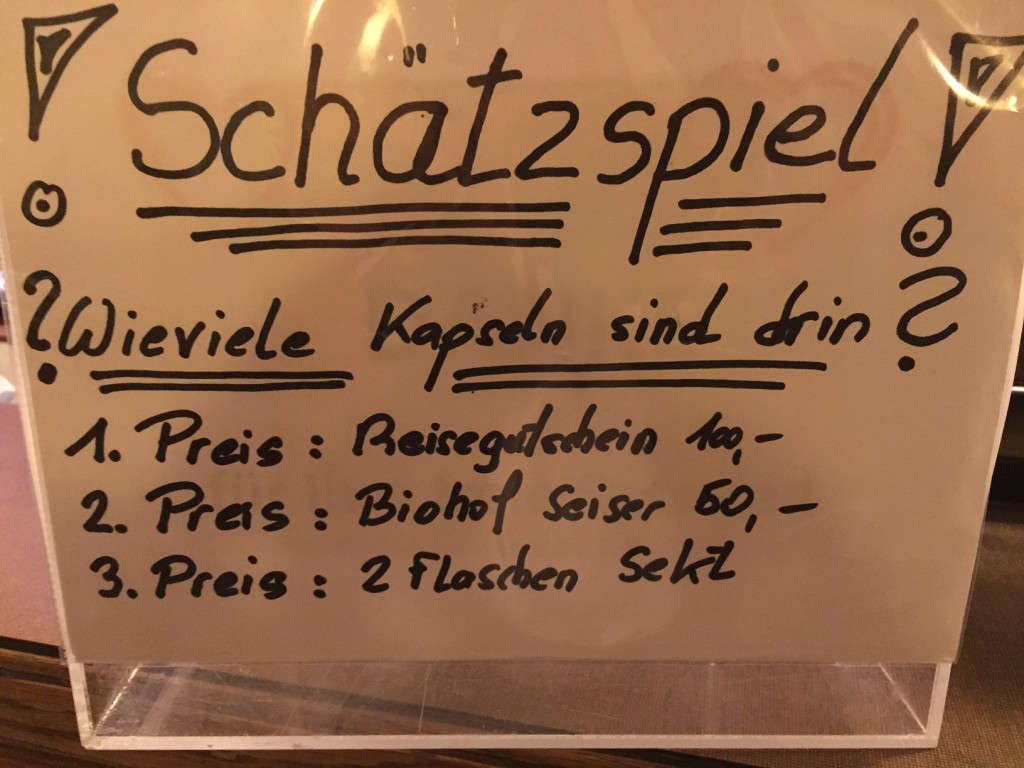 ! Schätzspiel !
? Wieviele Kapseln sind drin ?
1. Preis : Reisegutschein 100,-
2. Preis : Biohof Seiser 50,-
3. Preis : 2 Flaschen Sekt